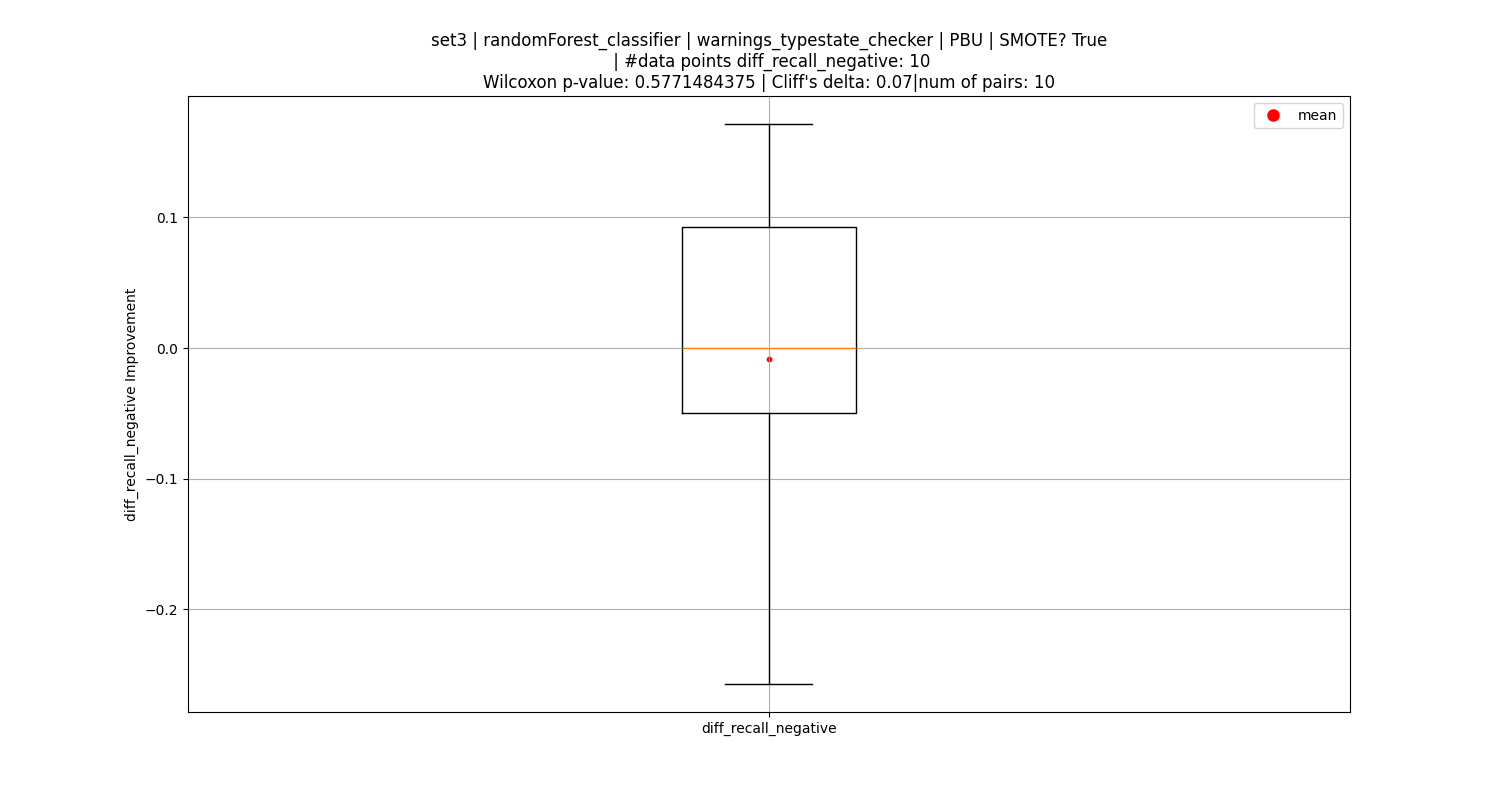 set3 | randomForest_classifier | warnings_typestate_checker | PBU | SMOTE? True
| #data points diff_recall_negative: 10
Wilcoxon p-value: 0.5771484375 | Cliff's delta: 0.07|num of pairs: 10
mean
0.1
0.0
−0.1
−0.2
diff_recall_negative Improvement
diff_recall_negative